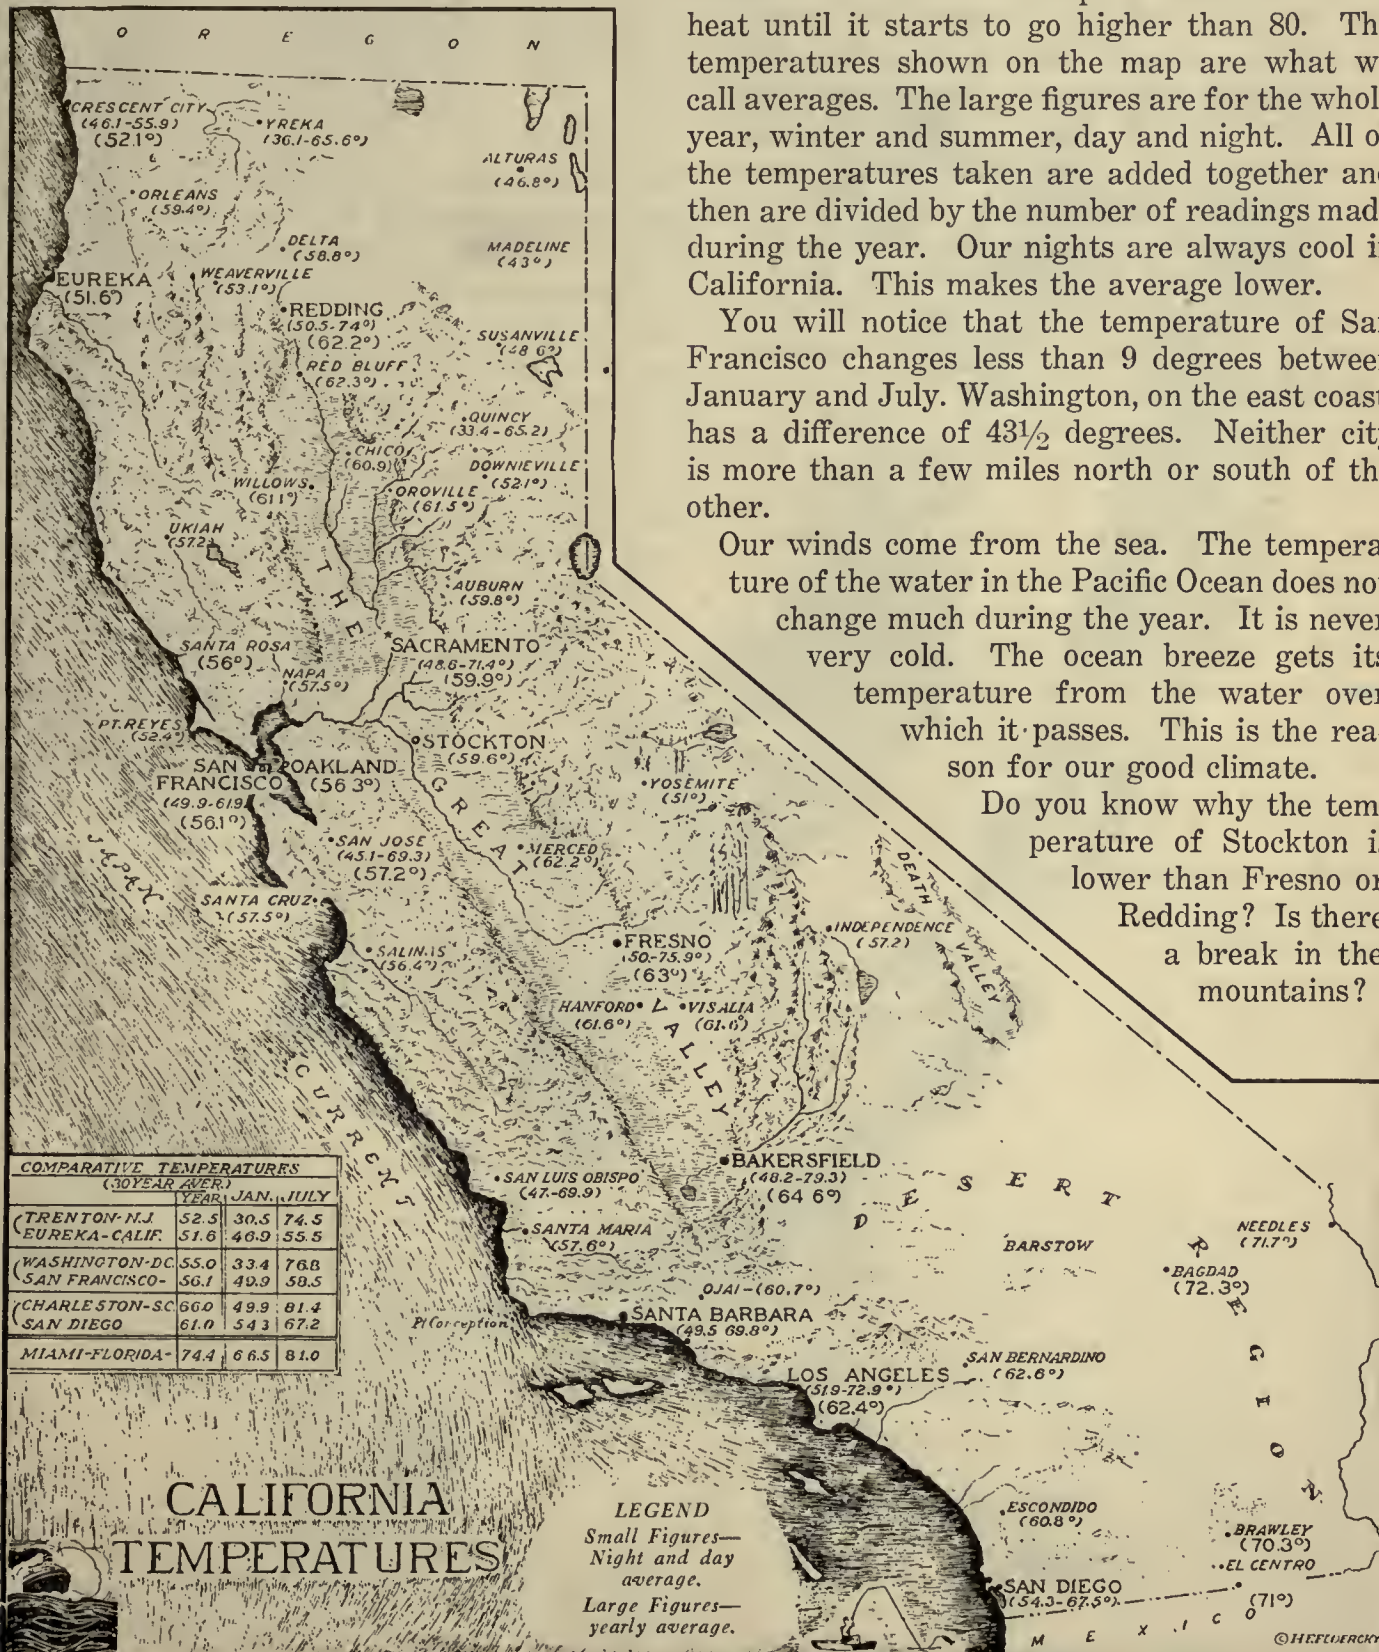 heat until it starts to go higher than 80. Th
temperatures shown on the map are what w
call averages. The large figures are for the whol
year, winter and summer, day and night. All o
the temperatures taken are added together an
then are divided by the number of readings mad
during the year. Our nights are always cool i
California. This makes the average lower.
You will notice that the temperature of Sa
Francisco changes less than 9 degrees betwee
January and July. Washington, on the east coast
has a difference of 43½ degrees. Neither cit
is more than a few miles north or south of th
other.
Our winds come from the sea. The tempera
ture of the water in the Pacific Ocean does no
change much during the year. It is never
very cold. The ocean breeze gets its
temperature from the water over
which it passes. This is the rea
son for our good climate.
Do you know why the tem
perature of Stockton i
lower than Fresno or
Redding? Is there
a break in the
mountains?
OREGON
CRESCENT CITY
(46.1-55.9)
(52.1°)
YREKA
(36.1-65.6°)
ALTURAS
(46.8°)
ORLEANS
(59.4°)
DELTA
(58.8°)
MADELINE
(43°)
EUREKA
(51.6°)
WEAVERVILLE
(53.1°)
REDDING
(50.5-74°)
(62.2°)
SUSANVILLE
(48.6°)
RED BLUFF
(62.3°)
QUINCY
(33.4-65.2)
CHICO
(60.9)
DOWNIEVILLE
(52.1°)
WILLOWS
(61.1°)
OROVILLE
(61.5°)
UKIAH
(57.2)
AUBURN
(59.8°)
THE
SANTA ROSA
(56°)
SACRAMENTO
(48.6-71.4°)
(59.9°)
NAPA
(57.5°)
PT. REYES
(52.4°)
STOCKTON
(59.6°)
SAN
FRANCISCO
(49.9-61.9)
(56.1°)
OAKLAND
(56.3°)
YOSEMITE
(51°)
GREAT
SAN JOSE
(45.1-69.3)
(57.2°)
MERCED
(62.2°)
JAPAN
SANTA CRUZ
(57.5°)
DEATH
VALLEY
INDEPENDENCE
(57.2)
SALINAS
(56.4°)
FRESNO
(50.-75.9°)
(63°)
HANFORD
(61.6°)
VISALIA
(61.6)
VALLEY
CURRENT
COMPARATIVE TEMPERATURES
(30 YEAR AVER.)
YEAR JAN. JULY
TRENTON-N.J. 52.5 30.5 74.5
EUREKA-CALIF. 51.6 46.9 55.5
WASHINGTON-DC 55.0 33.4 76.8
SAN FRANCISCO- 56.1 49.9 58.5
CHARLESTON-SC 66.0 49.9 81.4
SAN DIEGO 61.0 54.3 67.2
MIAMI-FLORIDA- 74.4 66.5 81.0
SAN LUIS OBISPO
(47.-69.9)
BAKERSFIELD
(48.2-79.3)
(64.6°)
DESERT
REGION
SANTA MARIA
(57.6°)
BARSTOW
NEEDLES
(71.7°)
BAGDAD
(72.3°)
OJAI-(60.7°)
Pt Conception
SANTA BARBARA
(49.5 69.8°)
LOS ANGELES
(51.9-72.9°)
(62.4°)
SAN BERNARDINO
(62.6°)
ESCONDIDO
(60.8°)
BRAWLEY
(70.3°)
EL CENTRO
(71°)
SAN DIEGO
(54.3-67.5°)
MEXICO
CALIFORNIA
TEMPERATURES
LEGEND
Small Figures—
Night and day
average.
Large Figures—
yearly average.